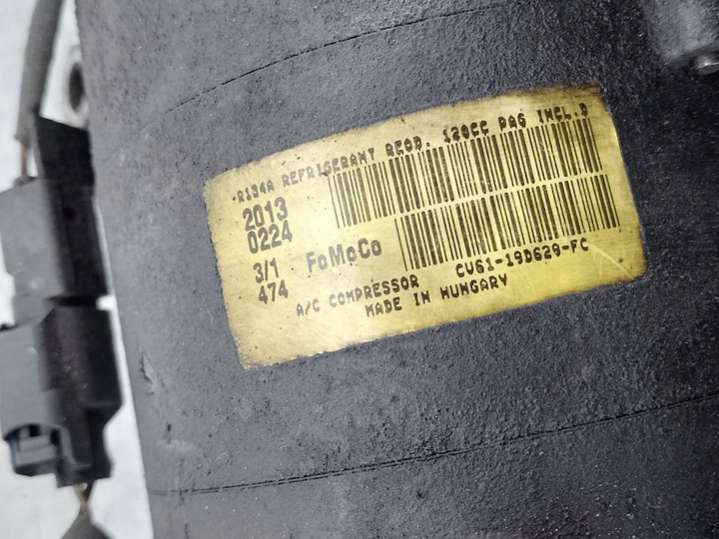 R134A REFRIGERANT REQD. 120CC PAG INCL.D
2013
0224
3/1
474
FoMoCo
CV61-19D629-FC
A/C COMPRESSOR
MADE IN HUNGARY